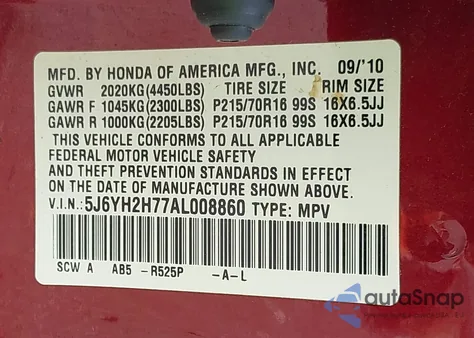 MFD. BY HONDA OF AMERICA MFG., INC. 09/'10
GVWR 2020KG(4450LBS) TIRE SIZE RIM SIZE
GAWR F 1045KG(2300LBS) P215/70R16 99S 16X6.5JJ
GAWR R 1000KG(2205LBS) P215/70R16 99S 16X6.5JJ
THIS VEHICLE CONFORMS TO ALL APPLICABLE
FEDERAL MOTOR VEHICLE SAFETY
AND THEFT PREVENTION STANDARDS IN EFFECT
ON THE DATE OF MANUFACTURE SHOWN ABOVE.
V.I.N.: 5J6YH2H77AL008860 TYPE: MPV
SCW A AB5 -R525P -A-L
autoSnap